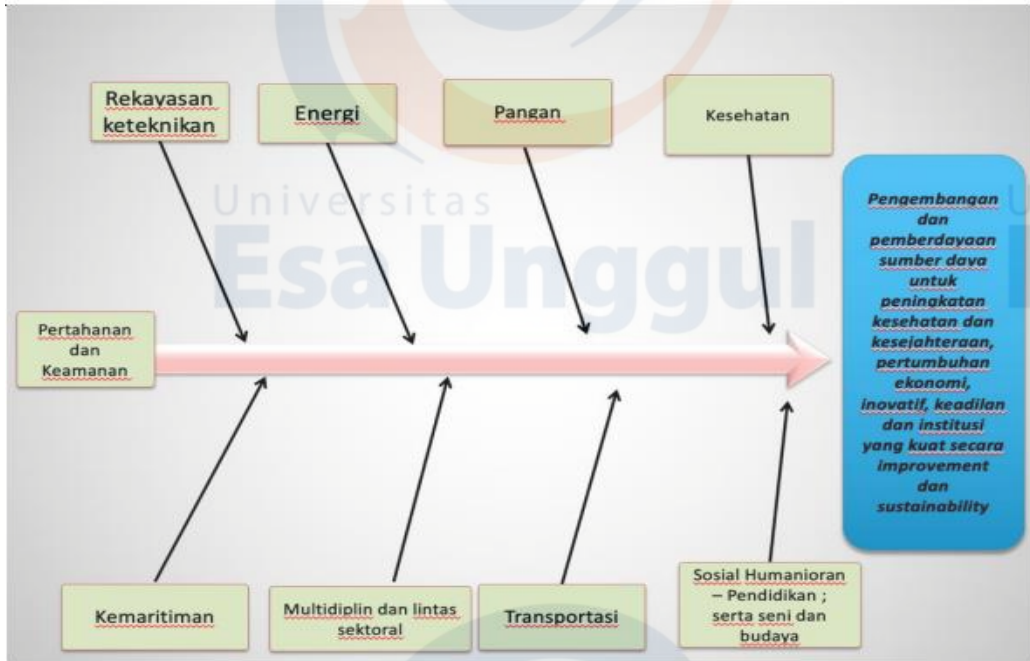 Rekayasan
keteknikan
Energi
Pangan
Kesehatan
Universitas
Esa Unggul
Pertahanan
dan
Keamanan
Pengembangan
dan
pemberdayaan
sumber daya
untuk
peningkatan
kesehatan dan
kesejahteraan,
pertumbuhan
ekonomi,
inovatif, keadilan
dan institusi
yang kuat secara
improvement
dan
sustainability
Kemaritiman
Multidiplin dan lintas
sektoral
Transportasi
Sosial Humanioran
– Pendidikan ;
serta seni dan
budaya